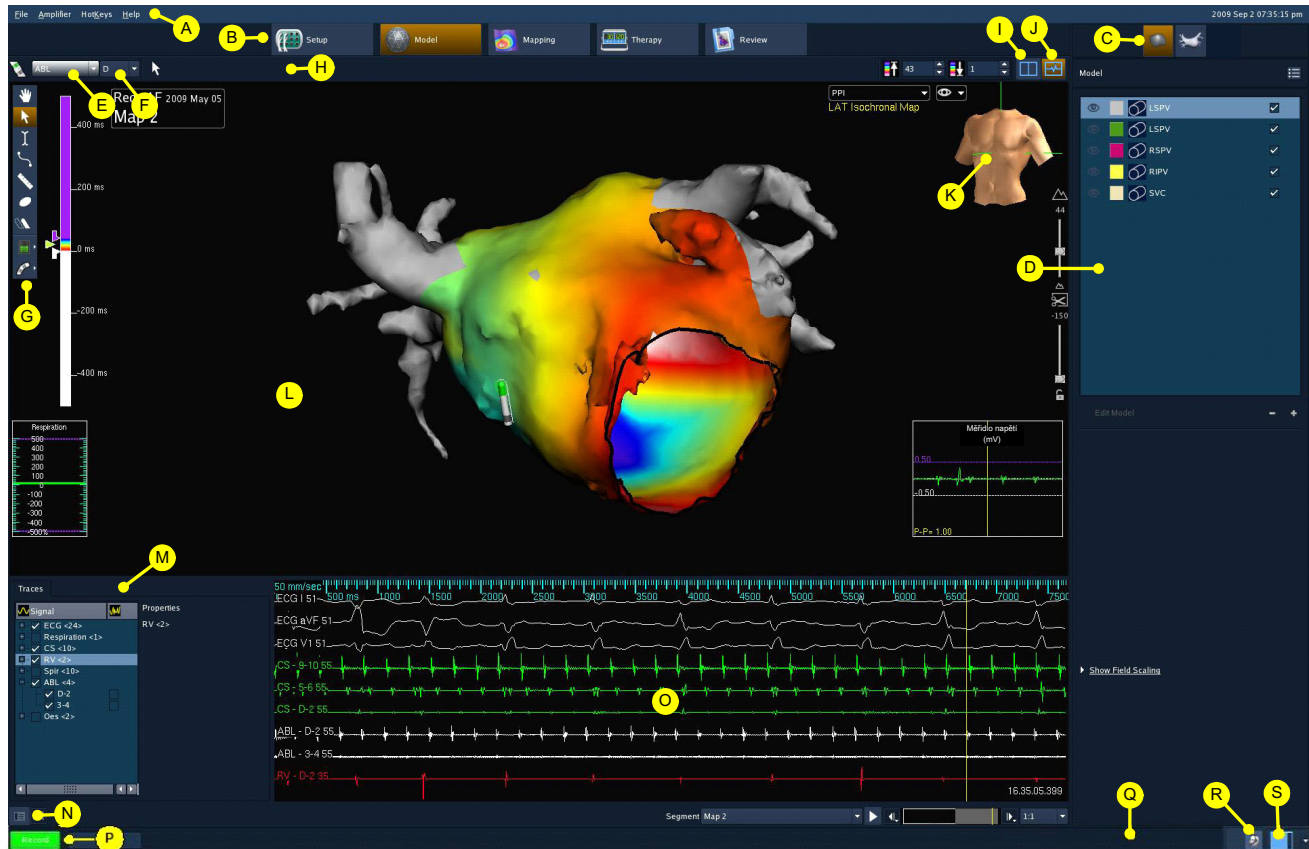 File Amplifier HotKeys Help
A
2009 Sep 2 07:35:15 pm
B
Setup
Model
Mapping
Therapy
Review
C
I
J
ABL
D
E
F
H
43
1
Model
2009 May 05
Map 2
400 ms
200 ms
0 ms
-200 ms
-400 ms
G
PPI
LAT Isochronal Map
K
44
-150
LSPV
LSPV
RSPV
RIPV
SVC
D
L
Edit Model
- +
Respiration
500
400
300
200
100
0
-100
-200
-300
-400
-500%
Měřidlo napětí
(mV)
0.50
-0.50
P-P= 1.00
M
Traces
Signal
Properties
ECG <24>
RV <2>
Respiration <1>
CS <10>
RV <2>
Spir <10>
ABL <4>
D-2
3-4
Oes <2>
50 mm/sec
500 ms 1000 1500 2000 2500 3000 3500 4000 4500 5000 5500 6000 6500 7000 7500
ECG I 51
ECG aVF 51
ECG V1 51
CS - 9-10 55
CS - 5-6 55
CS - D-2 55
ABL - D-2 55
ABL - 3-4 55
RV - D-2 35
O
16.35.05.399
Show Field Scaling
N
Segment Map 2
1:1
Record
P
Q
R
S